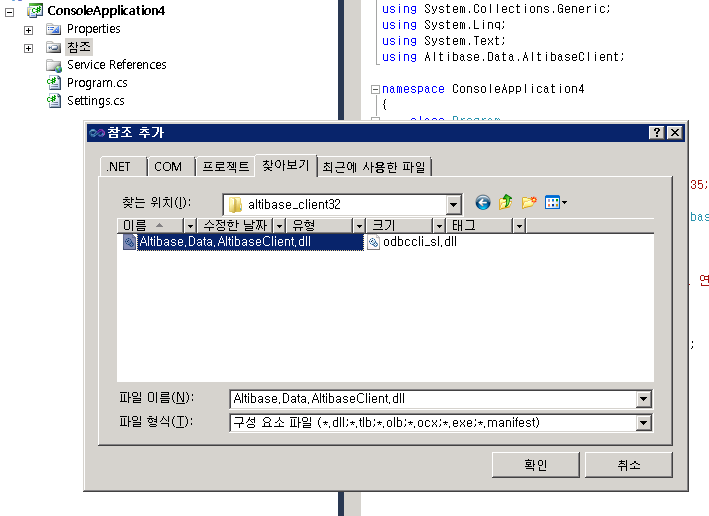 ConsoleApplication4
Properties
참조
Service References
Program.cs
Settings.cs
using System.Collections.Generic;
using System.Linq;
using System.Text;
using Altibase.Data.AltibaseClient;
namespace ConsoleApplication4
{
class Program
35;
bas
연
;
참조 추가
.NET
COM
프로젝트
찾아보기
최근에 사용한 파일
찾는 위치(I):
altibase_client32
이름
수정한 날짜
유형
크기
태그
Altibase.Data.AltibaseClient.dll
odbccli_sl.dll
파일 이름(N):
Altibase.Data.AltibaseClient.dll
파일 형식(T):
구성 요소 파일 (*.dll;*.tlb;*.olb;*.ocx;*.exe;*.manifest)
확인
취소